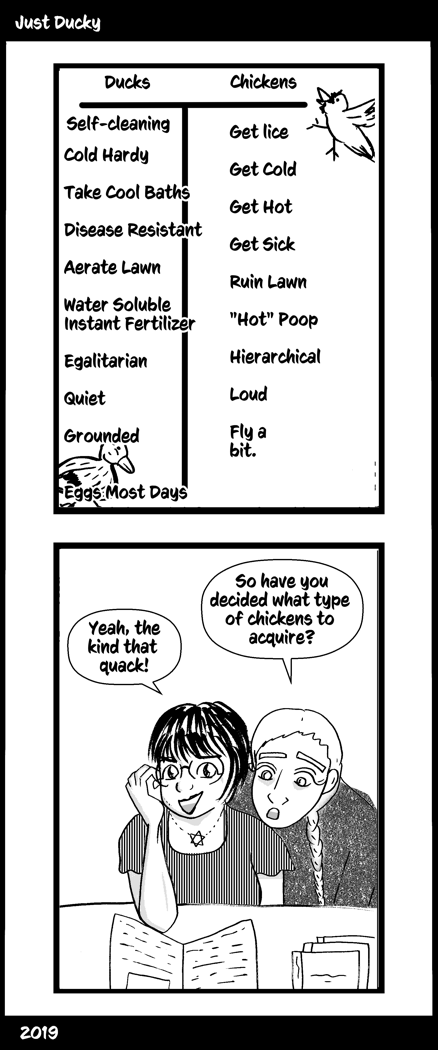 Just Ducky
Ducks
Chickens
Self-cleaning
Get lice
Cold Hardy
Get Cold
Take Cool Baths
Get Hot
Disease Resistant
Get Sick
Aerate Lawn
Ruin Lawn
Water Soluble
Instant Fertilizer
"Hot" Poop
Egalitarian
Hierarchical
Quiet
Loud
Grounded
Fly a
bit.
Eggs Most Days
So have you
decided what type
of chickens to
acquire?
Yeah, the
kind that
quack!
2019